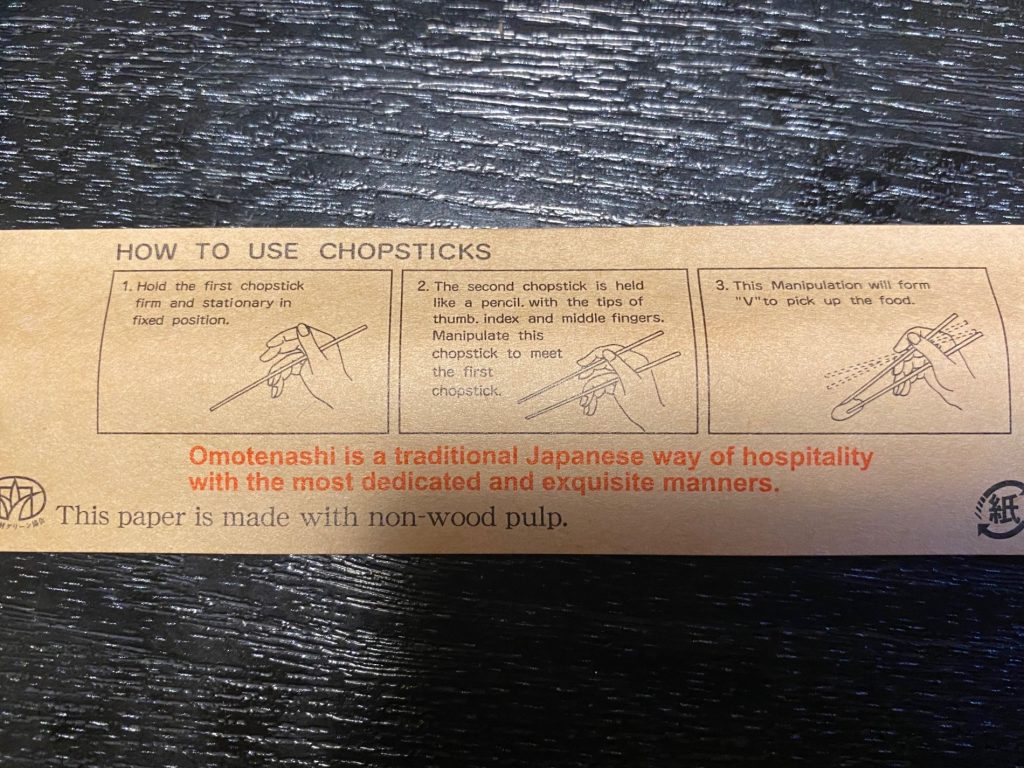 HOW TO USE CHOPSTICKS
1. Hold the first chopstick
firm and stationary in
fixed position.
2. The second chopstick is held
like a pencil. with the tips of
thumb. index and middle fingers.
Manipulate this
chopstick to meet
the first
chopstick.
3. This Manipulation will form
"V"to pick up the food.
Omotenashi is a traditional Japanese way of hospitality
with the most dedicated and exquisite manners.
This paper is made with non-wood pulp.
紙